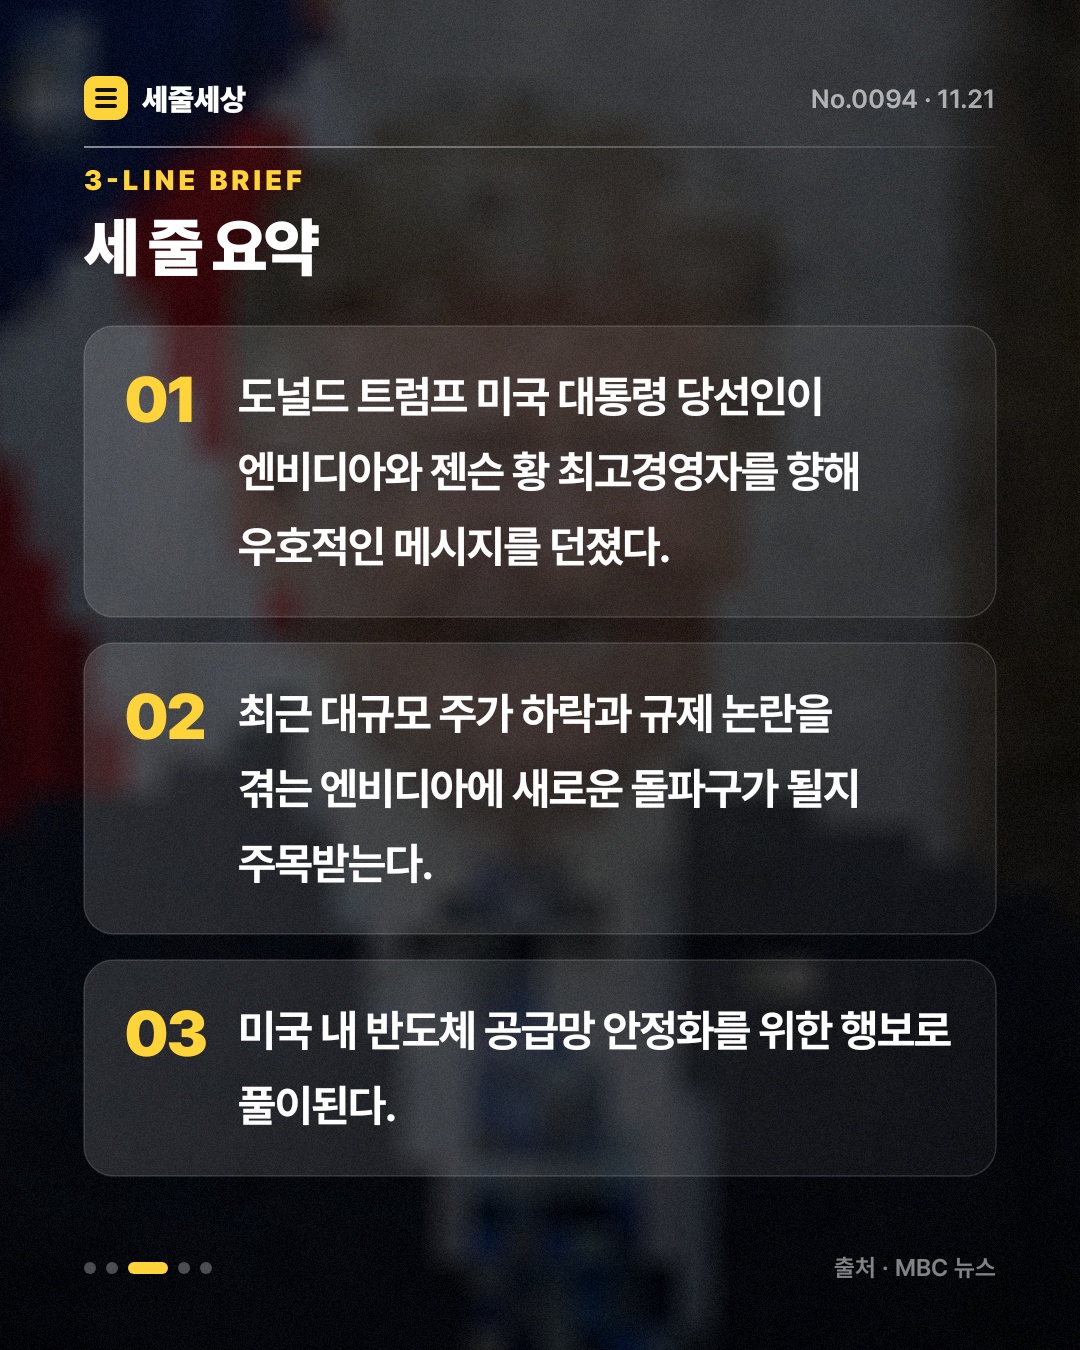 세줄세상
No.0094 · 11.21
3-LINE BRIEF
세 줄 요약
01
도널드 트럼프 미국 대통령 당선인이
엔비디아와 젠슨 황 최고경영자를 향해
우호적인 메시지를 던졌다.
02
최근 대규모 주가 하락과 규제 논란을
겪는 엔비디아에 새로운 돌파구가 될지
주목받는다.
03
미국 내 반도체 공급망 안정화를 위한 행보로
풀이된다.
출처 · MBC 뉴스